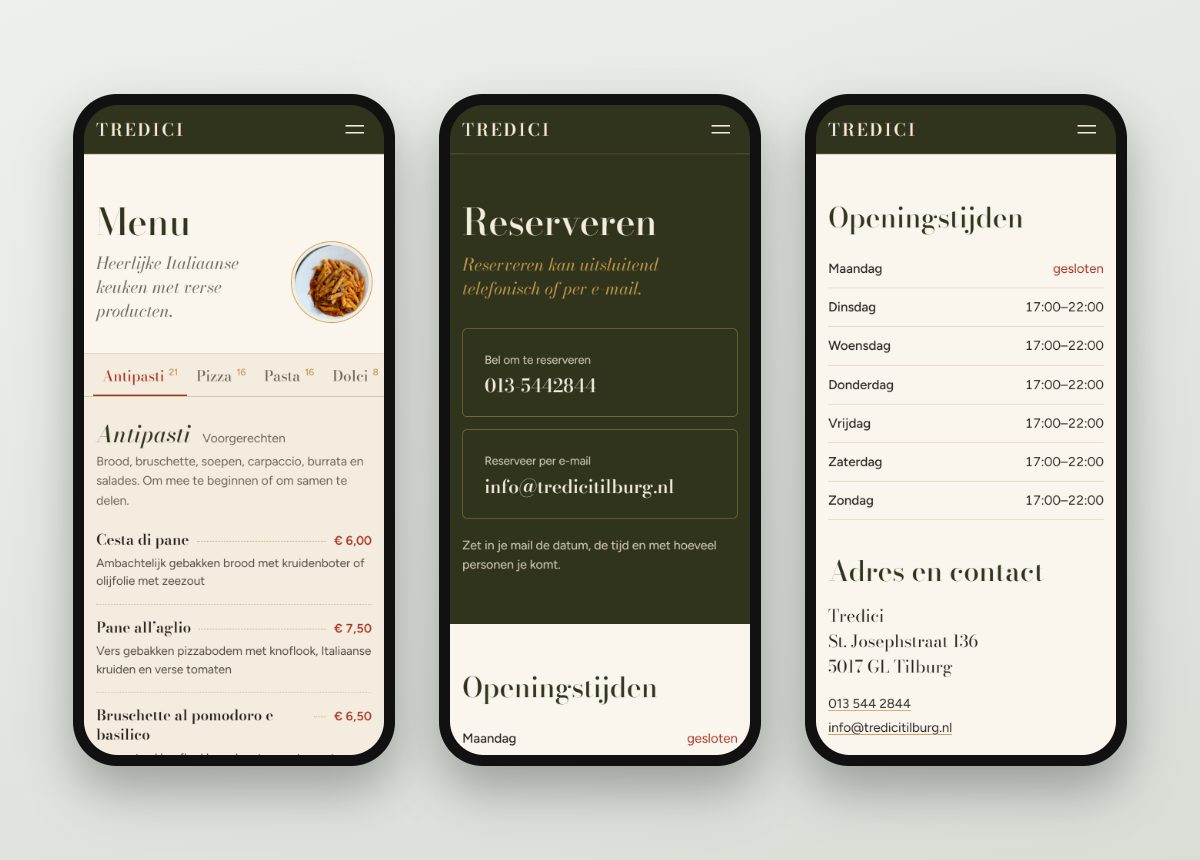 TREDICI
Menu
Heerlijke Italiaanse
keuken met verse
producten.
Antipasti 21 Pizza 16 Pasta 16 Dolci 8
Antipasti Voorgerechten
Brood, bruschette, soepen, carpaccio, burrata en
salades. Om mee te beginnen of om samen te
delen.
Cesta di pane € 6,00
Ambachtelijk gebakken brood met kruidenboter of
olijfolie met zeezout
Pane all’aglio € 7,50
Vers gebakken pizzabodem met knoflook, Italiaanse
kruiden en verse tomaten
Bruschette al pomodoro e € 6,50
basilico
TREDICI
Reserveren
Reserveren kan uitsluitend
telefonisch of per e-mail.
Bel om te reserveren
013-5442844
Reserveer per e-mail
info@tredicitilburg.nl
Zet in je mail de datum, de tijd en met hoeveel
personen je komt.
Openingstijden
Maandag gesloten
TREDICI
Openingstijden
Maandag gesloten
Dinsdag 17:00–22:00
Woensdag 17:00–22:00
Donderdag 17:00–22:00
Vrijdag 17:00–22:00
Zaterdag 17:00–22:00
Zondag 17:00–22:00
Adres en contact
Tredici
St. Josephstraat 136
5017 GL Tilburg
013 544 2844
info@tredicitilburg.nl